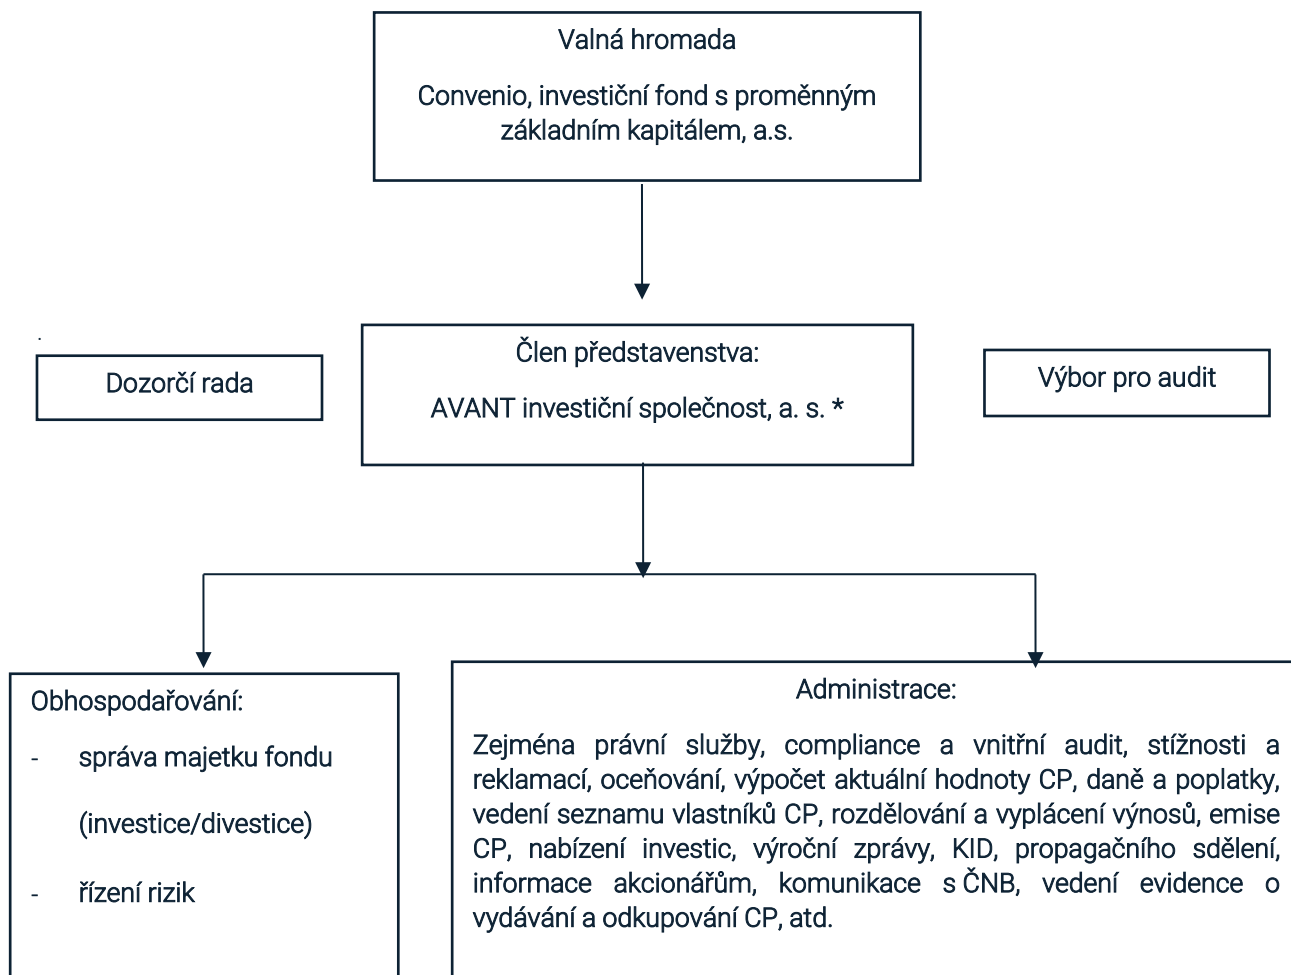 Valná hromada
Convenio, investiční fond s proměnným
základním kapitálem, a.s.
.
Dozorčí rada
Člen představenstva:
AVANT investiční společnost, a. s. *
Výbor pro audit
Obhospodařování:
- správa majetku fondu
(investice/divestice)
- řízení rizik
Administrace:
Zejména právní služby, compliance a vnitřní audit, stížnosti a
reklamací, oceňování, výpočet aktuální hodnoty CP, daně a poplatky,
vedení seznamu vlastníků CP, rozdělování a vyplácení výnosů, emise
CP, nabízení investic, výroční zprávy, KID, propagačního sdělení,
informace akcionářům, komunikace s ČNB, vedení evidence o
vydávání a odkupování CP, atd.